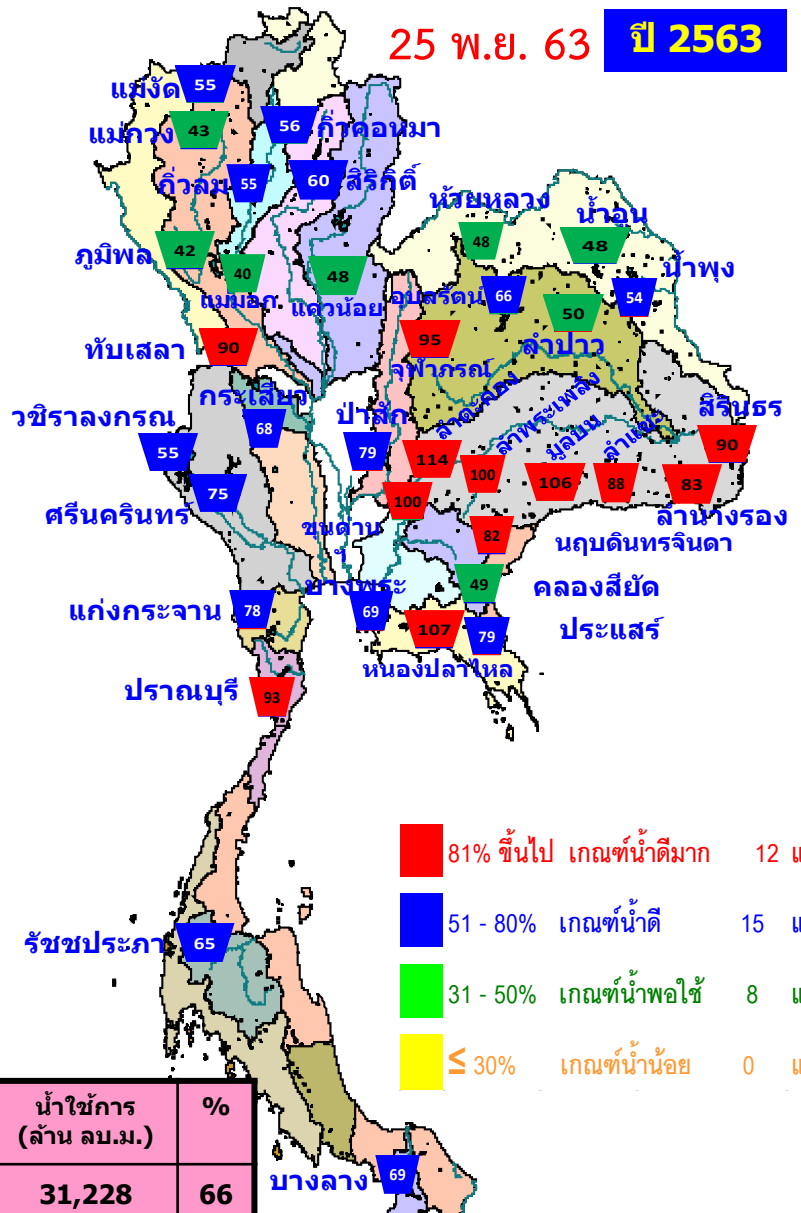 25 พ.ย. 63 ปี 2563
แม่งัด 55
แม่กวง 43
56 กิ่วคอหมา
กิ่วลม 55
60 สิริกิติ์
ห้วยหลวง 48
น้ำอูน 48
น้ำพุง 54
ภูมิพล 42
40 แม่มอก
48 แควน้อย
อุบลรัตน์ 66
50 ลำปาว
ทับเสลา 90
95 จุฬาภรณ์
กระเสียว 68
ป่าสัก 79
ลำตะคอง 114
ลำพระเพลิง 100
มูลบน 106
ลำแชะ 88
สิรินธร 90
83 ลำนางรอง
วชิราลงกรณ 55
75 ศรีนครินทร์
100 ขุนด่าน
ฯ
82 นฤบดินทรจินดา
49 คลองสียัด
บางพระ 69
แก่งกระจาน 78
107 หนองปลาไหล
79 ประแสร์
ปราณบุรี 93
81% ขึ้นไป เกณฑ์น้ำดีมาก 12
51 - 80% เกณฑ์น้ำดี 15
31 - 50% เกณฑ์น้ำพอใช้ 8
≤ 30% เกณฑ์น้ำน้อย 0
รัชชประภา 65
บางลาง 69
น้ำใช้การ %
(ล้าน ลบ.ม.)
31,228 66